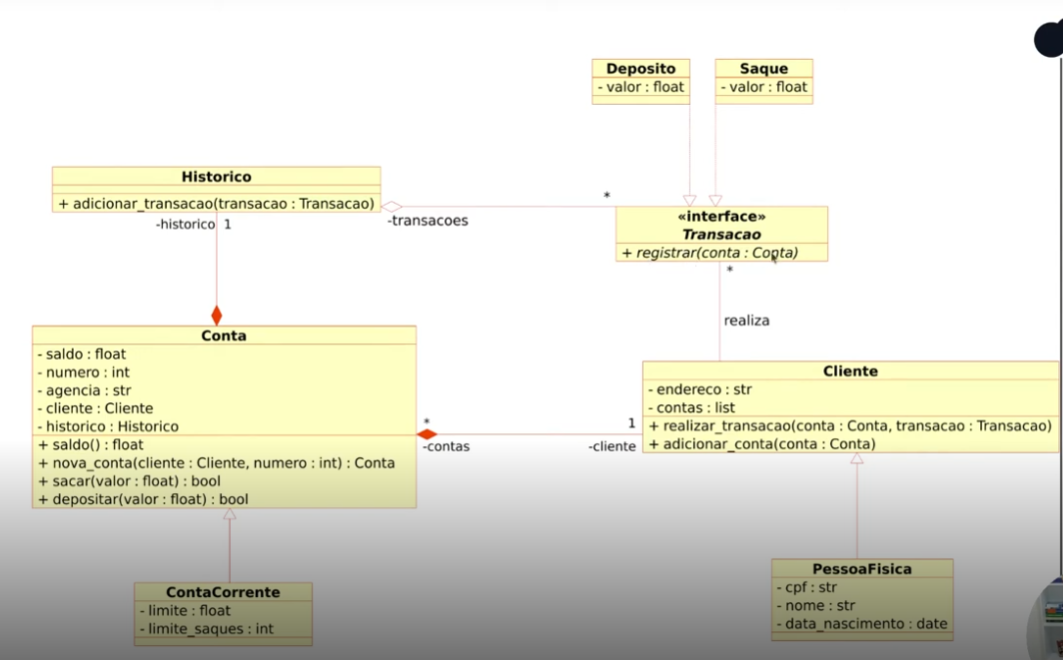 Deposito
- valor : float
Saque
- valor : float
Historico
+ adicionar_transacao(transacao : Transacao)
-historico 1
-transacoes
*
«interface»
Transacao
+ registrar(conta : Conta)
*
realiza
Conta
- saldo : float
- numero : int
- agencia : str
- cliente : Cliente
- historico : Historico
+ saldo() : float
+ nova_conta(cliente : Cliente, numero : int) : Conta
+ sacar(valor : float) : bool
+ depositar(valor : float) : bool
*
-contas
1
-cliente
Cliente
- endereco : str
- contas : list
+ realizar_transacao(conta : Conta, transacao : Transacao)
+ adicionar_conta(conta : Conta)
ContaCorrente
- limite : float
- limite_saques : int
PessoaFisica
- cpf : str
- nome : str
- data_nascimento : date